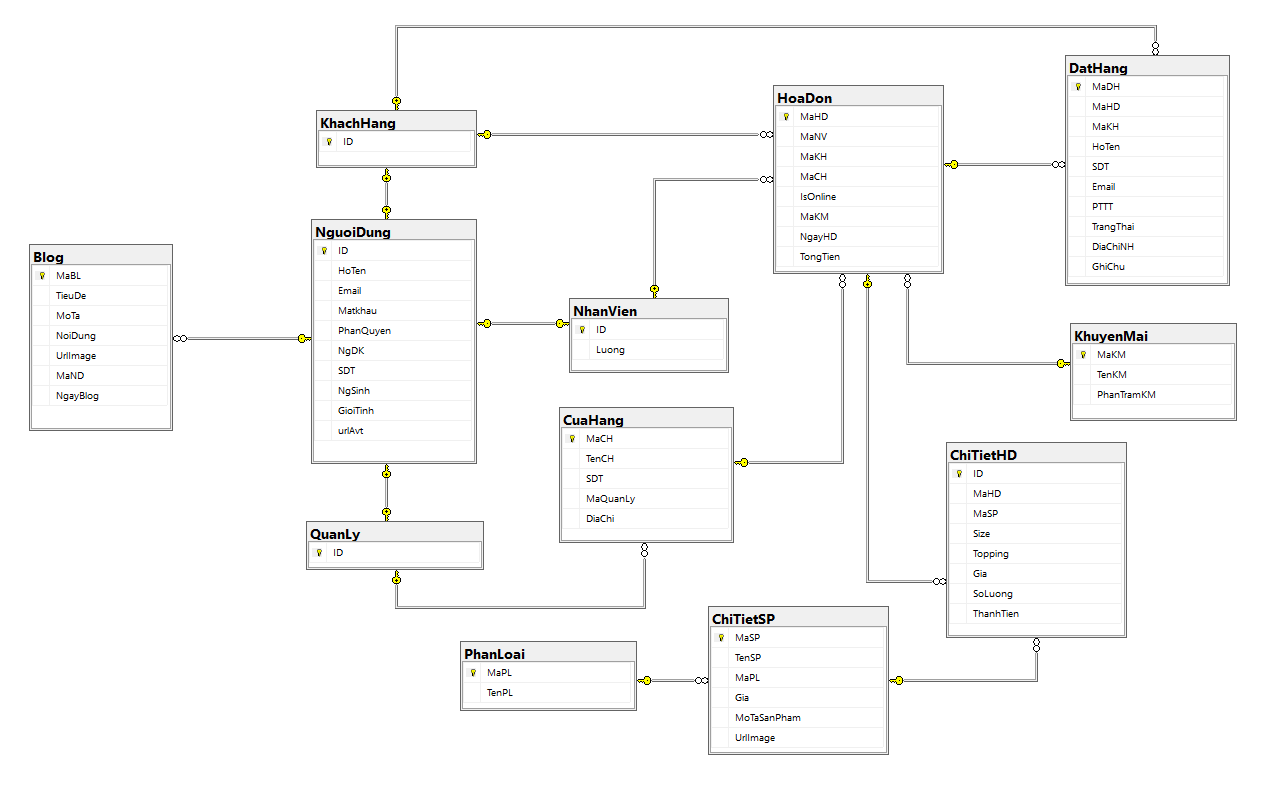 KhachHang
ID
NguoiDung
ID
HoTen
Email
Matkhau
PhanQuyen
NgDK
SDT
NgSinh
GioiTinh
urlAvt
Blog
MaBL
TieuDe
MoTa
NoiDung
UrlImage
MaND
NgayBlog
QuanLy
ID
NhanVien
ID
Luong
CuaHang
MaCH
TenCH
SDT
MaQuanLy
DiaChi
HoaDon
MaHD
MaNV
MaKH
MaCH
IsOnline
MaKM
NgayHD
TongTien
DatHang
MaDH
MaHD
MaKH
HoTen
SDT
Email
PTTT
TrangThai
DiaChiNH
GhiChu
KhuyenMai
MaKM
TenKM
PhanTramKM
ChiTietHD
ID
MaHD
MaSP
Size
Topping
Gia
SoLuong
ThanhTien
PhanLoai
MaPL
TenPL
ChiTietSP
MaSP
TenSP
MaPL
Gia
MoTaSanPham
UrlImage